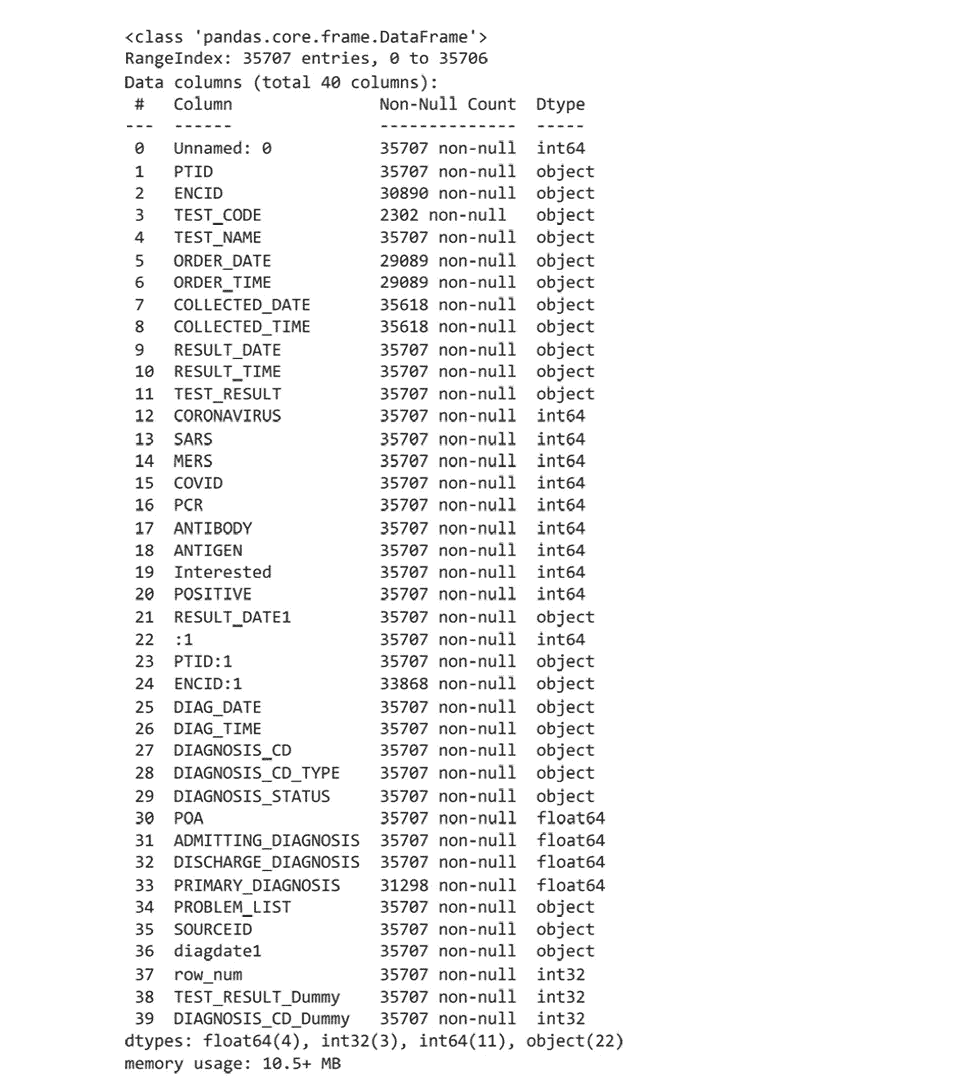 <class 'pandas.core.frame.DataFrame'>
RangeIndex: 35707 entries, 0 to 35706
Data columns (total 40 columns):
 #   Column               Non-Null Count  Dtype
---  ------               --------------  -----
 0   Unnamed: 0           35707 non-null  int64
 1   PTID                 35707 non-null  object
 2   ENCID                30890 non-null  object
 3   TEST_CODE            2302 non-null   object
 4   TEST_NAME            35707 non-null  object
 5   ORDER_DATE           29089 non-null  object
 6   ORDER_TIME           29089 non-null  object
 7   COLLECTED_DATE       35618 non-null  object
 8   COLLECTED_TIME       35618 non-null  object
 9   RESULT_DATE          35707 non-null  object
 10  RESULT_TIME          35707 non-null  object
 11  TEST_RESULT          35707 non-null  object
 12  CORONAVIRUS          35707 non-null  int64
 13  SARS                 35707 non-null  int64
 14  MERS                 35707 non-null  int64
 15  COVID                35707 non-null  int64
 16  PCR                  35707 non-null  int64
 17  ANTIBODY             35707 non-null  int64
 18  ANTIGEN              35707 non-null  int64
 19  Interested           35707 non-null  int64
 20  POSITIVE             35707 non-null  int64
 21  RESULT_DATE1         35707 non-null  object
 22  :1                   35707 non-null  int64
 23  PTID:1               35707 non-null  object
 24  ENCID:1              33868 non-null  object
 25  DIAG_DATE            35707 non-null  object
 26  DIAG_TIME            35707 non-null  object
 27  DIAGNOSIS_CD         35707 non-null  object
 28  DIAGNOSIS_CD_TYPE    35707 non-null  object
 29  DIAGNOSIS_STATUS     35707 non-null  object
 30  POA                  35707 non-null  float64
 31  ADMITTING_DIAGNOSIS  35707 non-null  float64
 32  DISCHARGE_DIAGNOSIS  35707 non-null  float64
 33  PRIMARY_DIAGNOSIS    31298 non-null  float64
 34  PROBLEM_LIST         35707 non-null  object
 35  SOURCEID             35707 non-null  object
 36  diagdate1            35707 non-null  object
 37  row_num              35707 non-null  int32
 38  TEST_RESULT_Dummy    35707 non-null  int32
 39  DIAGNOSIS_CD_Dummy   35707 non-null  int32
dtypes: float64(4), int32(3), int64(11), object(22)
memory usage: 10.5+ MB